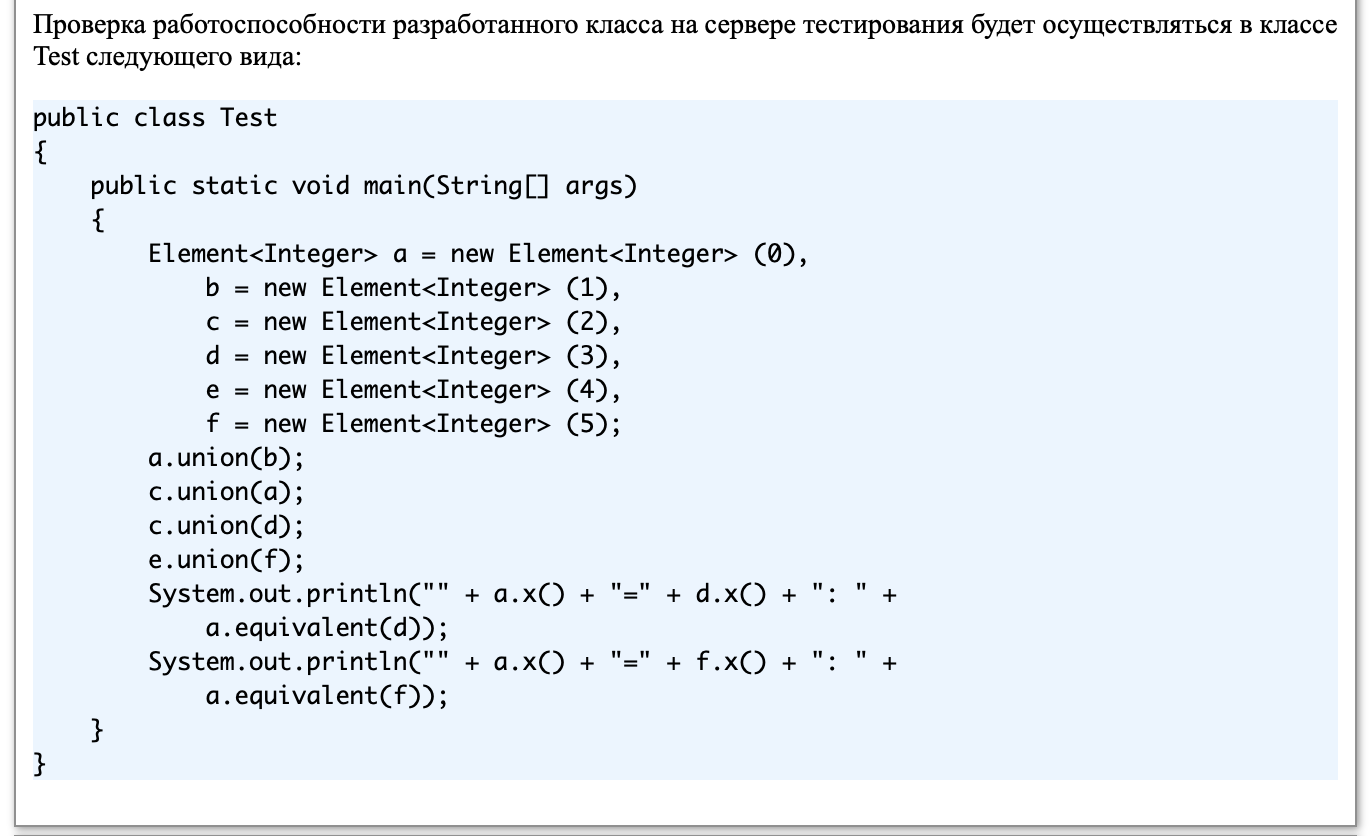 Проверка работоспособности разработанного класса на сервере тестирования будет осуществляться в классе
Test следующего вида:
public class Test
{
    public static void main(String[] args)
    {
        Element<Integer> a = new Element<Integer> (0),
            b = new Element<Integer> (1),
            c = new Element<Integer> (2),
            d = new Element<Integer> (3),
            e = new Element<Integer> (4),
            f = new Element<Integer> (5);
        a.union(b);
        c.union(a);
        c.union(d);
        e.union(f);
        System.out.println("" + a.x() + "=" + d.x() + ": " +
            a.equivalent(d));
        System.out.println("" + a.x() + "=" + f.x() + ": " +
            a.equivalent(f));
    }
}